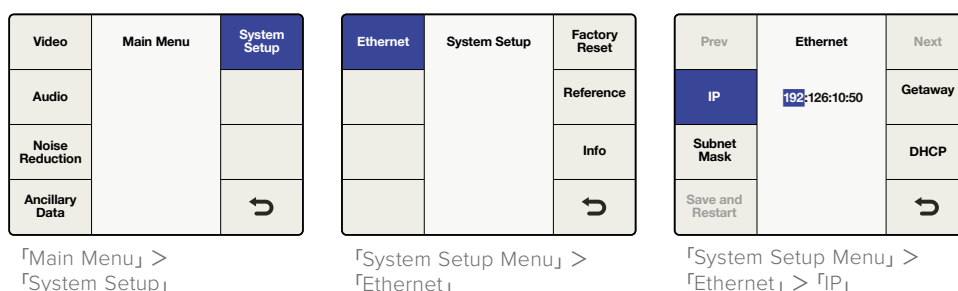 Video
Main Menu
System
Setup
Audio
Noise
Reduction
Ancillary
Data
「Main Menu」>
「System Setup」
Ethernet
System Setup
Factory
Reset
Reference
Info
「System Setup Menu」>
「Ethernet」
Prev
Ethernet
Next
IP
192:126:10:50
Getaway
Subnet
Mask
DHCP
Save and
Restart
「System Setup Menu」>
「Ethernet」>「IP」